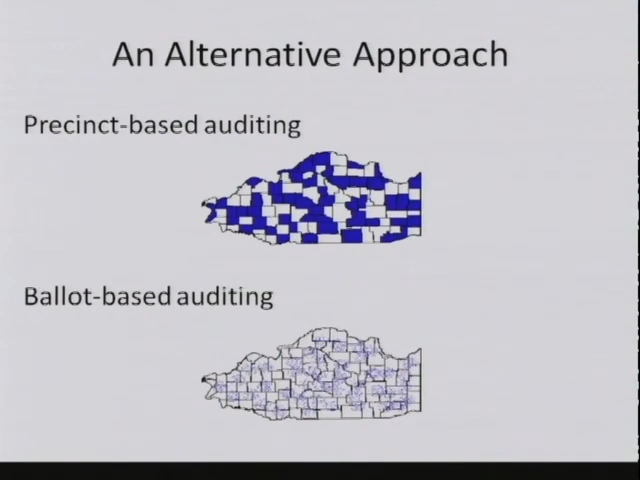 An Alternative Approach
Precinct-based auditing
Ballot-based auditing